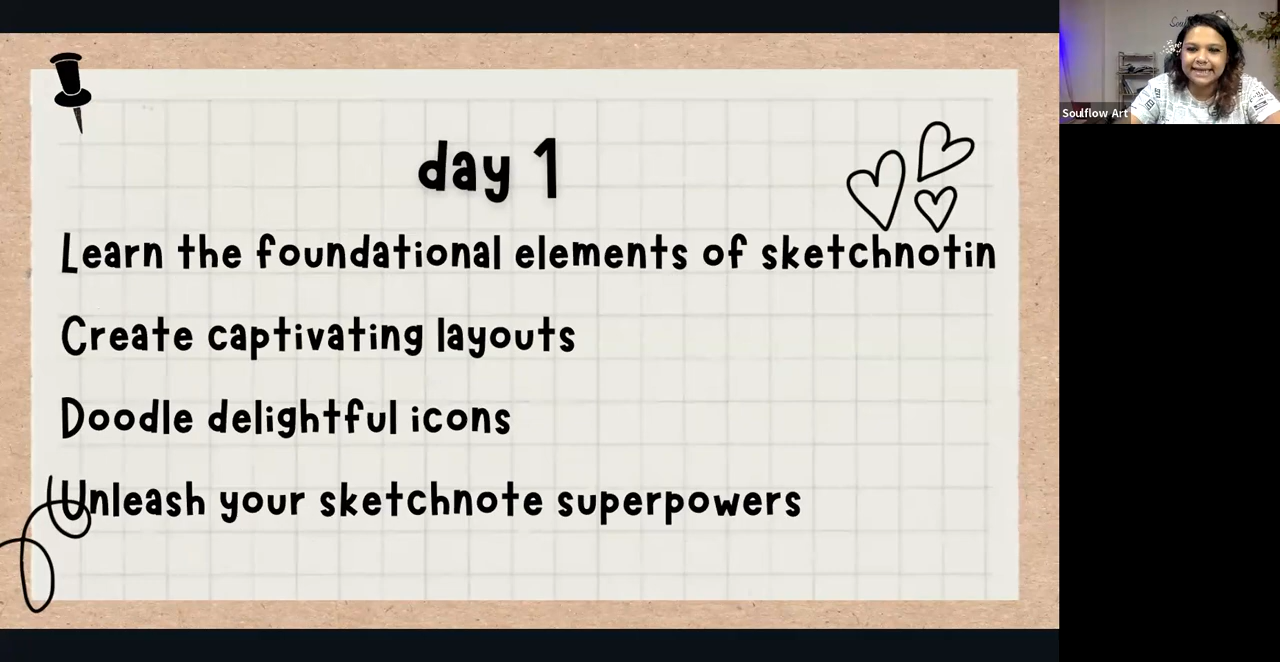 day 1
Learn the foundational elements of sketchnotin
Create captivating layouts
Doodle delightful icons
Unleash your sketchnote superpowers
Soulflow Art